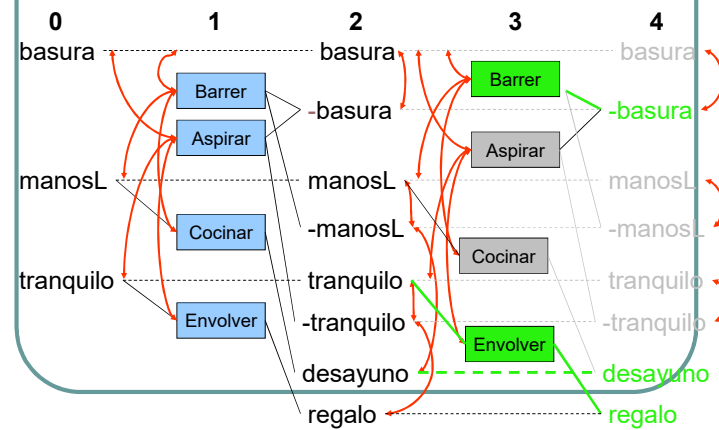 0 1 2 3 4
basura basura basura
Barrer Barrer
-basura -basura
Aspirar Aspirar
manosL manosL manosL
Cocinar -manosL -manosL
Cocinar
tranquilo tranquilo tranquilo
Envolver -tranquilo -tranquilo
Envolver
desayuno desayuno
regalo regalo